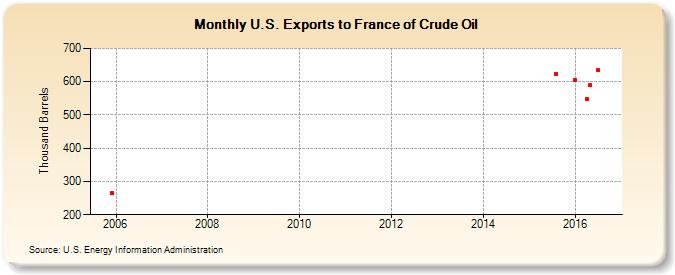 Monthly U.S. Exports to France of Crude Oil
Thousand Barrels
700
600
500
400
300
200
2006 2008 2010 2012 2014 2016
Source: U.S. Energy Information Administration